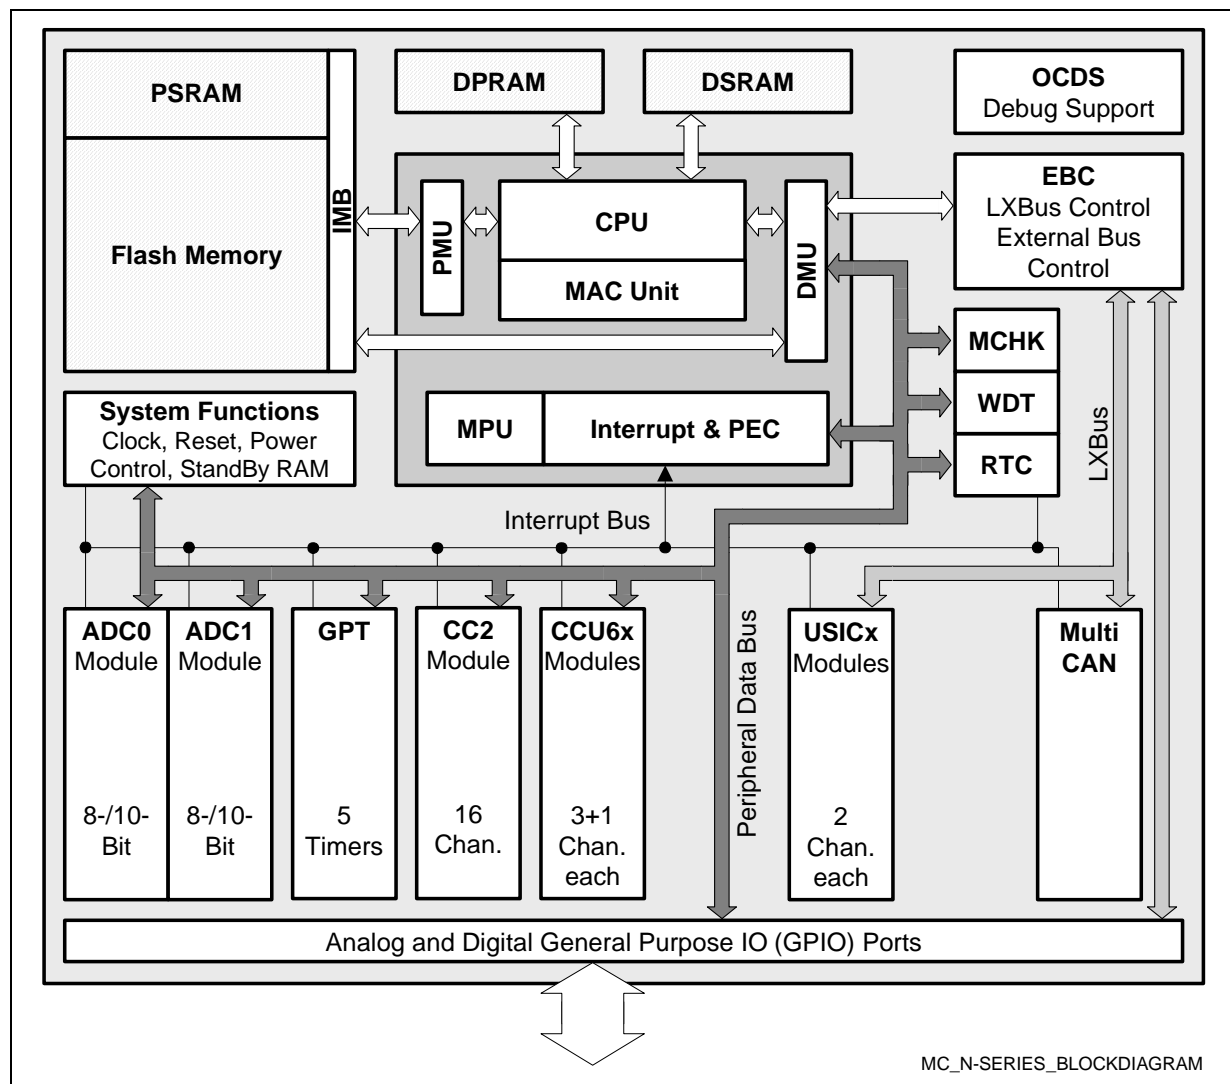 PSRAM
DPRAM
DSRAM
OCDS
Debug Support
IMB
Flash Memory
PMU
CPU
MAC Unit
DMU
EBC
LXBus Control
External Bus
Control
MCHK
WDT
RTC
LXBus
System Functions
Clock, Reset, Power
Control, StandBy RAM
MPU
Interrupt & PEC
Interrupt Bus
ADC0
Module
8-/10-
Bit
ADC1
Module
8-/10-
Bit
GPT
5
Timers
CC2
Module
16
Chan.
CCU6x
Modules
3+1
Chan.
each
Peripheral Data Bus
USICx
Modules
2
Chan.
each
Multi
CAN
Analog and Digital General Purpose IO (GPIO) Ports
MC_N-SERIES_BLOCKDIAGRAM